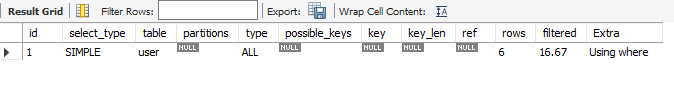 Result Grid Filter Rows: Export: Wrap Cell Content: IA
id select_type table partitions type possible_keys key key_len ref rows filtered Extra
1 SIMPLE user NULL ALL NULL NULL NULL NULL 6 16.67 Using where